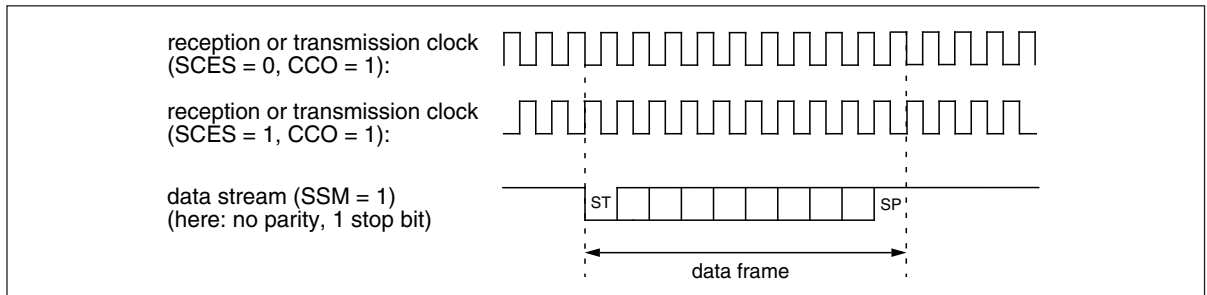 reception or transmission clock
(SCES = 0, CCO = 1):
reception or transmission clock
(SCES = 1, CCO = 1):
data stream (SSM = 1)
(here: no parity, 1 stop bit)
ST
SP
data frame